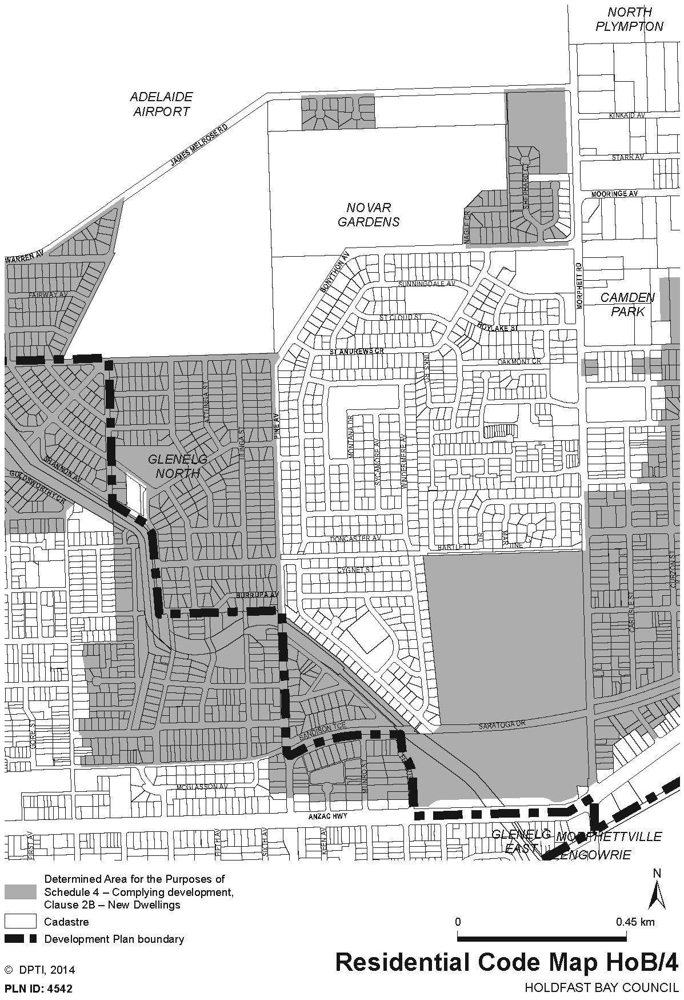 NORTH
PLYMPTON
ADELAIDE
AIRPORT
KINKAID AV
JAMES MELROSE RD
STARR AV
SHEPHARD CT
MOORINGE AV
NOVAR
GARDENS
NAGLE CR
WARREN AV
BONYTHON AV
MORPHETT RD
SUNNINGDALE AV
FAIRWAY AV
CAMDEN
PARK
ST CLOUD ST
HOYLAKE ST
ST ANDREWS CR
INKS RD
OAKMONT CR
ALTUNGA ST
PINE AV
MONTANA DR
SYCAMORE AV
WINDERMERE AV
GLENELG
NORTH
SHANNON AV
GOLDSWORTHY CR
DONCASTER AV
BARTLETT
DR
MARTINE CT
CYGNET ST
CURZON ST
BURRUPA AV
CARLISLE ST
GORE ST
SANDISON TCE
SARATOGA DR
MUNRO S
MCGLASSON AV
ANZAC HWY
FIRST AV
FIFTH AV
SIXTH AV
KEEN AV
GLENELG
EAST
MORPHETTVILLE
GLENGOWRIE
Determined Area for the Purposes of
Schedule 4 – Complying development,
Clause 2B – New Dwellings
Cadastre
Development Plan boundary
N
0 0.45 km
Residential Code Map HoB/4
© DPTI, 2014
PLN ID: 4542
HOLDFAST BAY COUNCIL